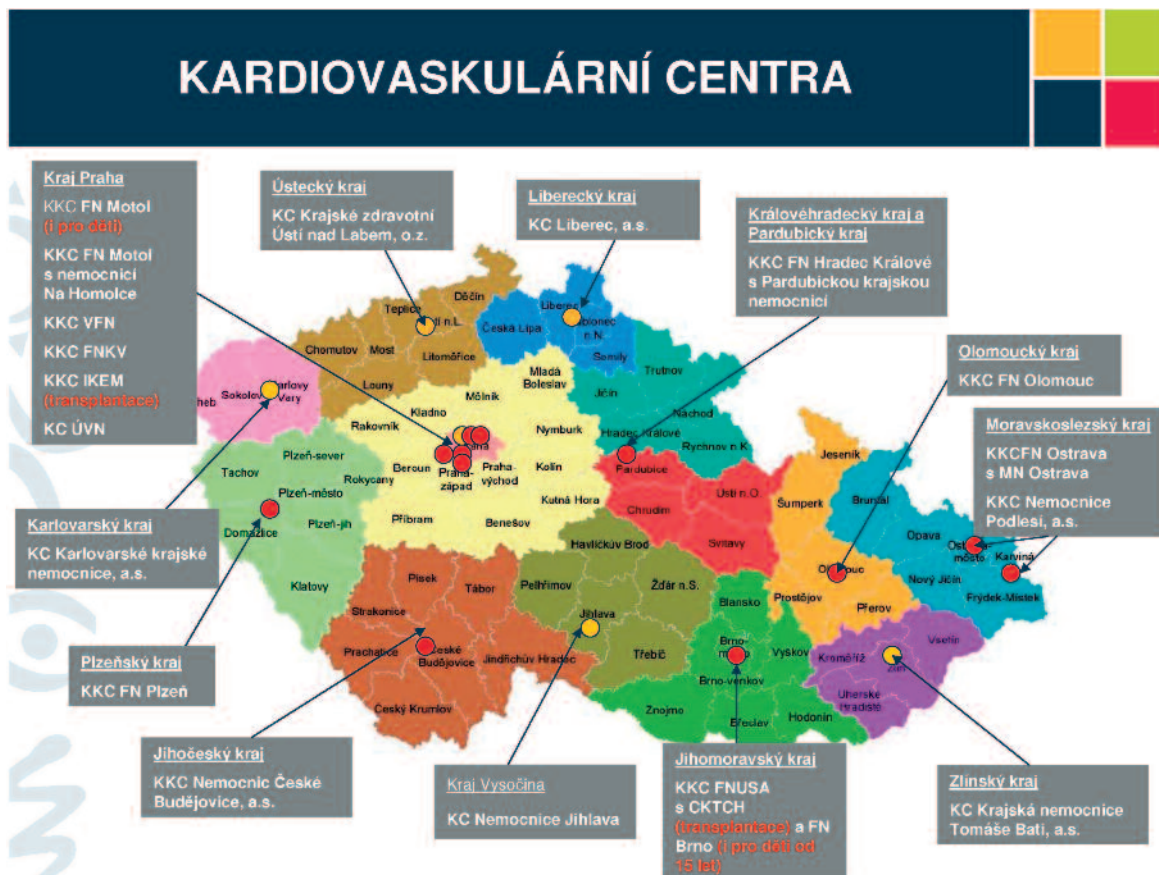 KARDIOVASKULÁRNÍ CENTRA
Kraj Praha
KKC FN Motol
(i pro děti)
KKC FN Motol
s nemocnicí
Na Homolce
KKC VFN
KKC FNKV
KKC IKEM
(transplantace)
KC ÚVN
Ústecký kraj
KC Krajské zdravotní
Ústí nad Labem, o.z.
Liberecký kraj
KC Liberec, a.s.
Královéhradecký kraj a
Pardubický kraj
KKC FN Hradec Králové
s Pardubickou krajskou
nemocnicí
Olomoucký kraj
KKC FN Olomouc
Moravskoslezský kraj
KKCFN Ostrava
s MN Ostrava
KKC Nemocnice
Podlesí, a.s.
Karlovarský kraj
KC Karlovarské krajské
nemocnice, a.s.
Plzeňský kraj
KKC FN Plzeň
Jihočeský kraj
KKC Nemocnic České
Budějovice, a.s.
Kraj Vysočina
KC Nemocnice Jihlava
Jihomoravský kraj
KKC FNUSA
s CKTCH
(transplantace) a FN
Brno (i pro děti od
15 let)
Zlínský kraj
KC Krajská nemocnice
Tomáše Bati, a.s.
Děčín
Teplice
Chomutov
Most
Litoměřice
Louny
Česká Lípa
Liberec
Semily
Trutnov
Jičín
Náchod
Hradec Králové
Rychnov n.K.
Sokolov
Mladá
Boleslav
Mělník
Kladno
Rakovník
Nymburk
Beroun
Praha-
západ
Praha-
východ
Kolín
Kutná Hora
Příbram
Benešov
Plzeň-sever
Tachov
Rokycany
Plzeň-město
Plzeň-jih
Domažlice
Klatovy
Pardubice
Chrudim
Ústí n.O.
Svitavy
Jeseník
Šumperk
Prostějov
Přerov
Bruntál
Opava
Karviná
Nový Jičín
Frýdek-Místek
Havlíčkův Brod
Pelhřimov
Žďár n.S.
Jihlava
Třebíč
Písek
Tábor
Strakonice
Prachatice
České
Budějovice
Jindřichův Hradec
Český Krumlov
Blansko
Vyškov
Brno-venkov
Znojmo
Břeclav
Hodonín
Kroměříž
Vsetín
Uherské
Hradiště